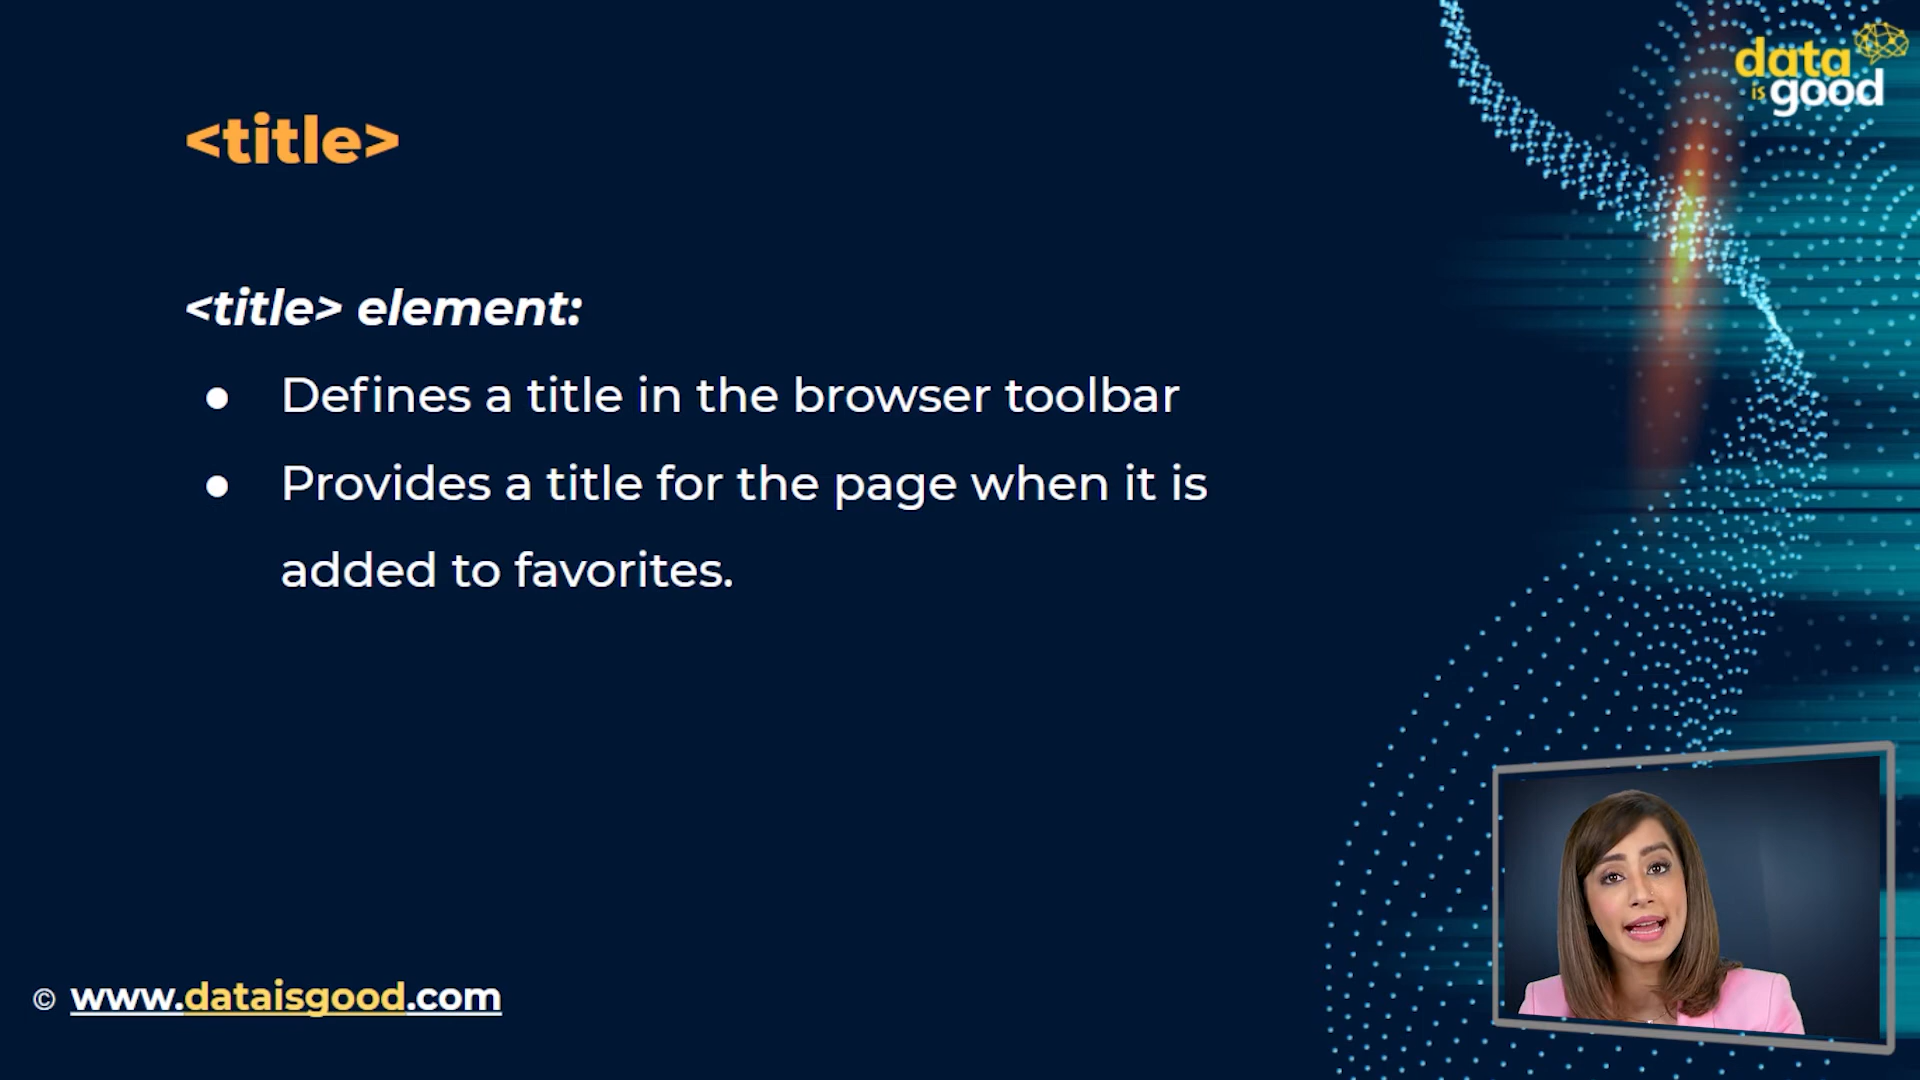 data
is good
<title>
<title> element:
● Defines a title in the browser toolbar
● Provides a title for the page when it is
added to favorites.
© www.dataisgood.com